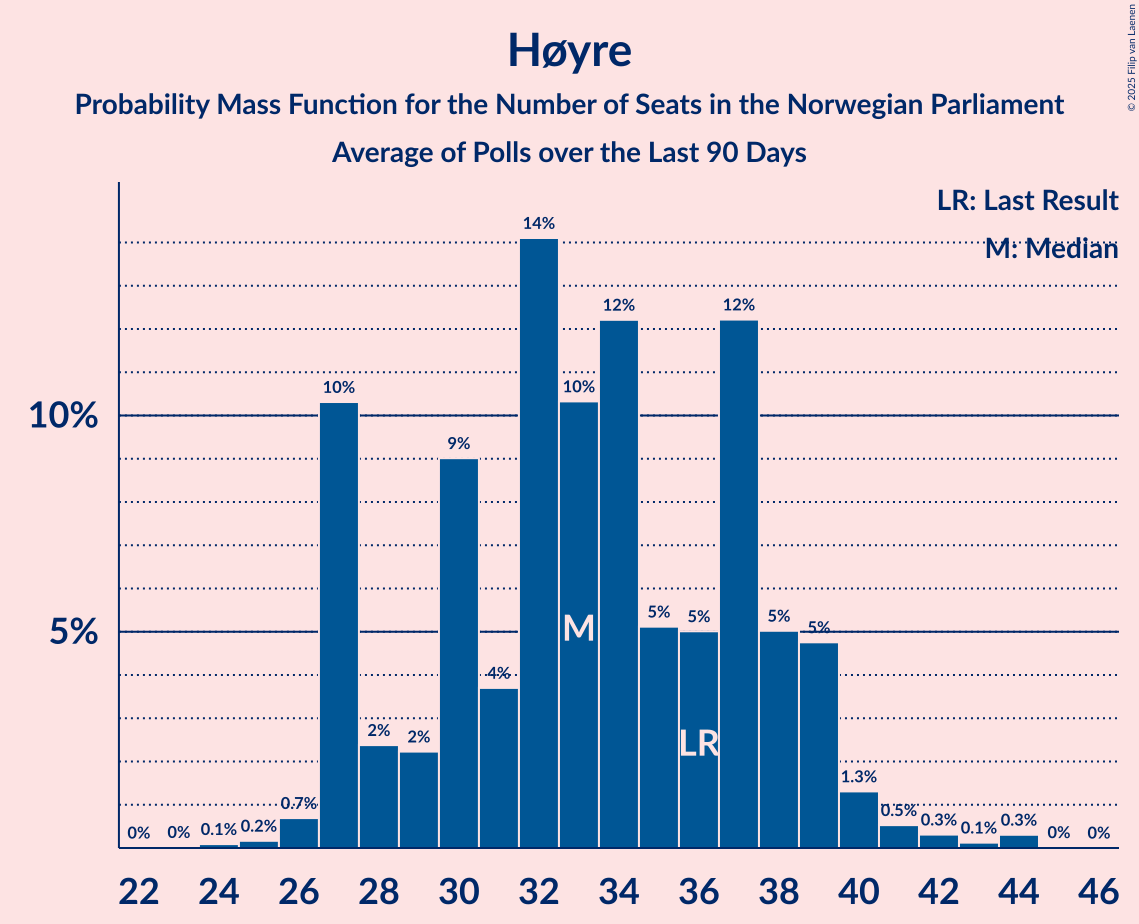 Høyre
Probability Mass Function for the Number of Seats in the Norwegian Parliament
Average of Polls over the Last 90 Days
© 2025 Filip van Laenen
LR: Last Result
M: Median
14%
12% 12%
10% 10%
10%
9%
5%
5% 5% 5% 5%
M
4%
2% 2%
LR
1.3%
0.7%
0.5%
0% 0% 0.1% 0.2% 0.3% 0.1% 0.3% 0% 0%
22 24 26 28 30 32 34 36 38 40 42 44 46